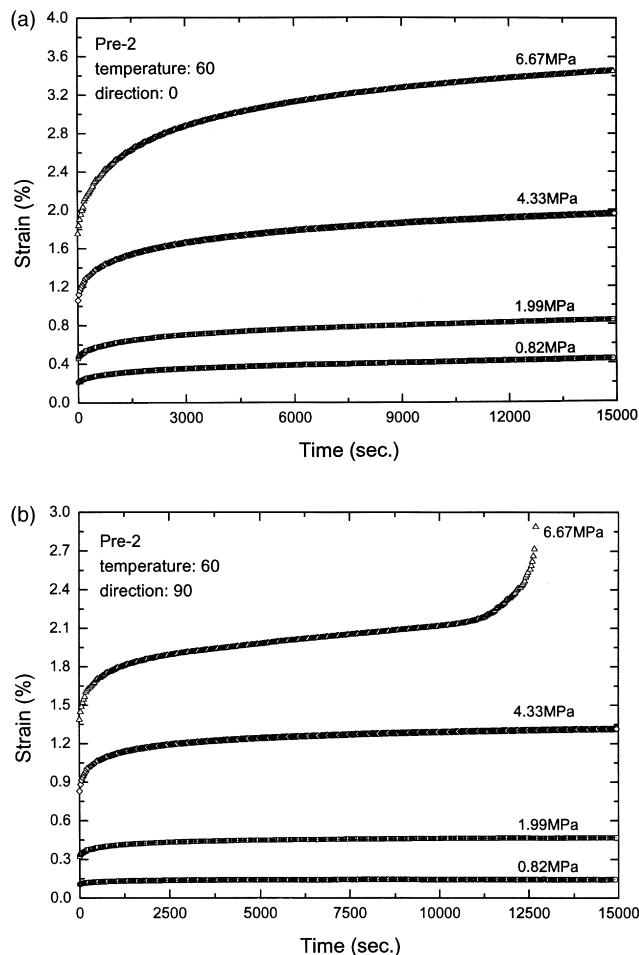 (a)
4.0
3.6
3.2
2.8
2.4
2.0
1.6
1.2
0.8
0.4
0.0
Strain (%)
Pre-2
temperature: 60
direction: 0
6.67MPa
4.33MPa
1.99MPa
0.82MPa
0 3000 6000 9000 12000 15000
Time (sec.)
(b)
3.0
2.7
2.4
2.1
1.8
1.5
1.2
0.9
0.6
0.3
0.0
Strain (%)
Pre-2
temperature: 60
direction: 90
6.67MPa
4.33MPa
1.99MPa
0.82MPa
0 2500 5000 7500 10000 12500 15000
Time (sec.)